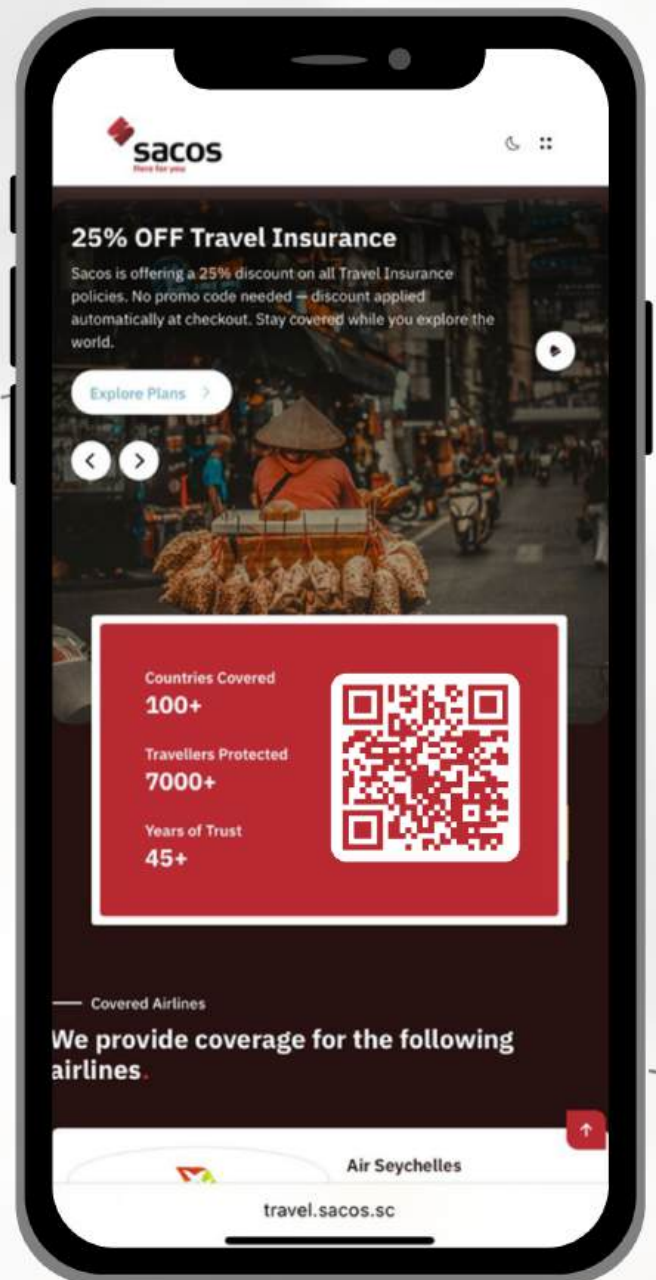 sacos
Here for you
25% OFF Travel Insurance
Sacos is offering a 25% discount on all Travel Insurance
policies. No promo code needed — discount applied
automatically at checkout. Stay covered while you explore the
world.
Explore Plans
Countries Covered
100+
Travellers Protected
7000+
Years of Trust
45+
Covered Airlines
We provide coverage for the following
airlines.
Air Seychelles
travel.sacos.sc